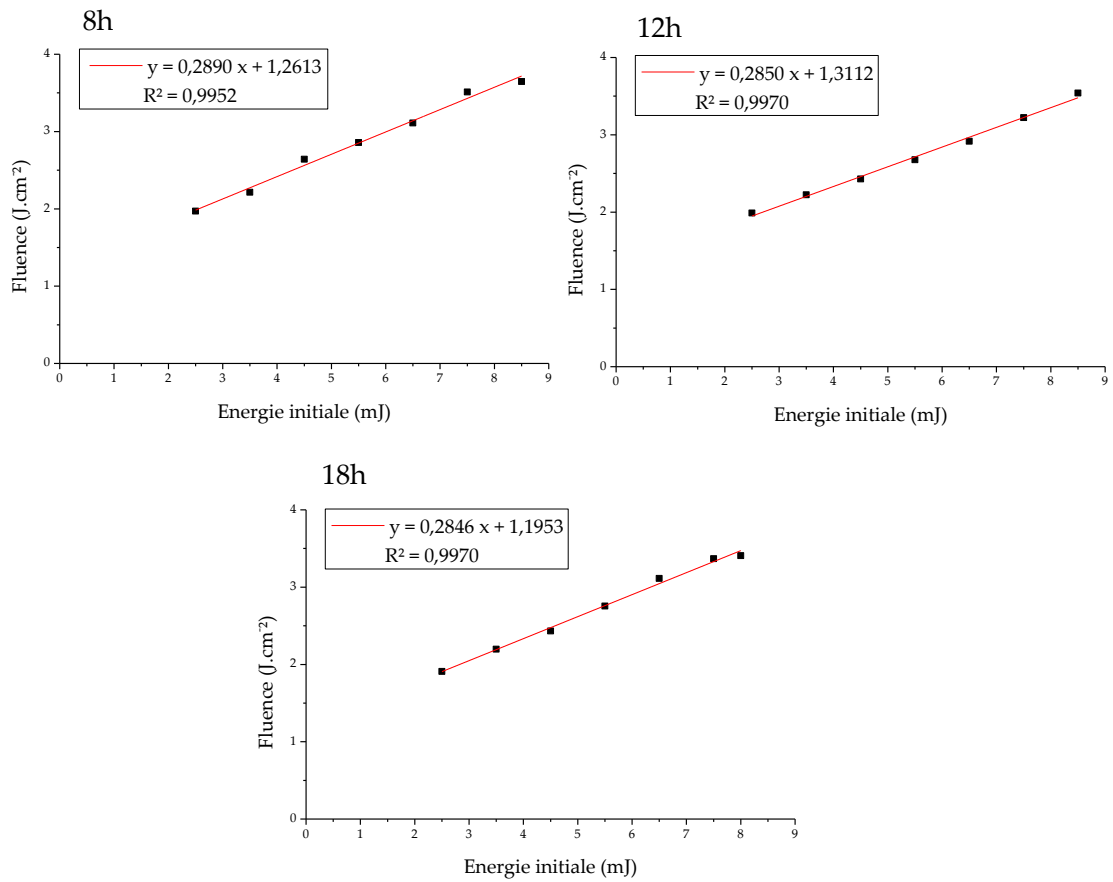 8h
y = 0,2890 x + 1,2613
R² = 0,9952
4
3
2
1
0
Fluence (J.cm⁻²)
0 1 2 3 4 5 6 7 8 9
Energie initiale (mJ)
12h
y = 0,2850 x + 1,3112
R² = 0,9970
4
3
2
1
0
Fluence (J.cm⁻²)
0 1 2 3 4 5 6 7 8 9
Energie initiale (mJ)
18h
y = 0,2846 x + 1,1953
R² = 0,9970
4
3
2
1
0
Fluence (J.cm⁻²)
0 1 2 3 4 5 6 7 8 9
Energie initiale (mJ)